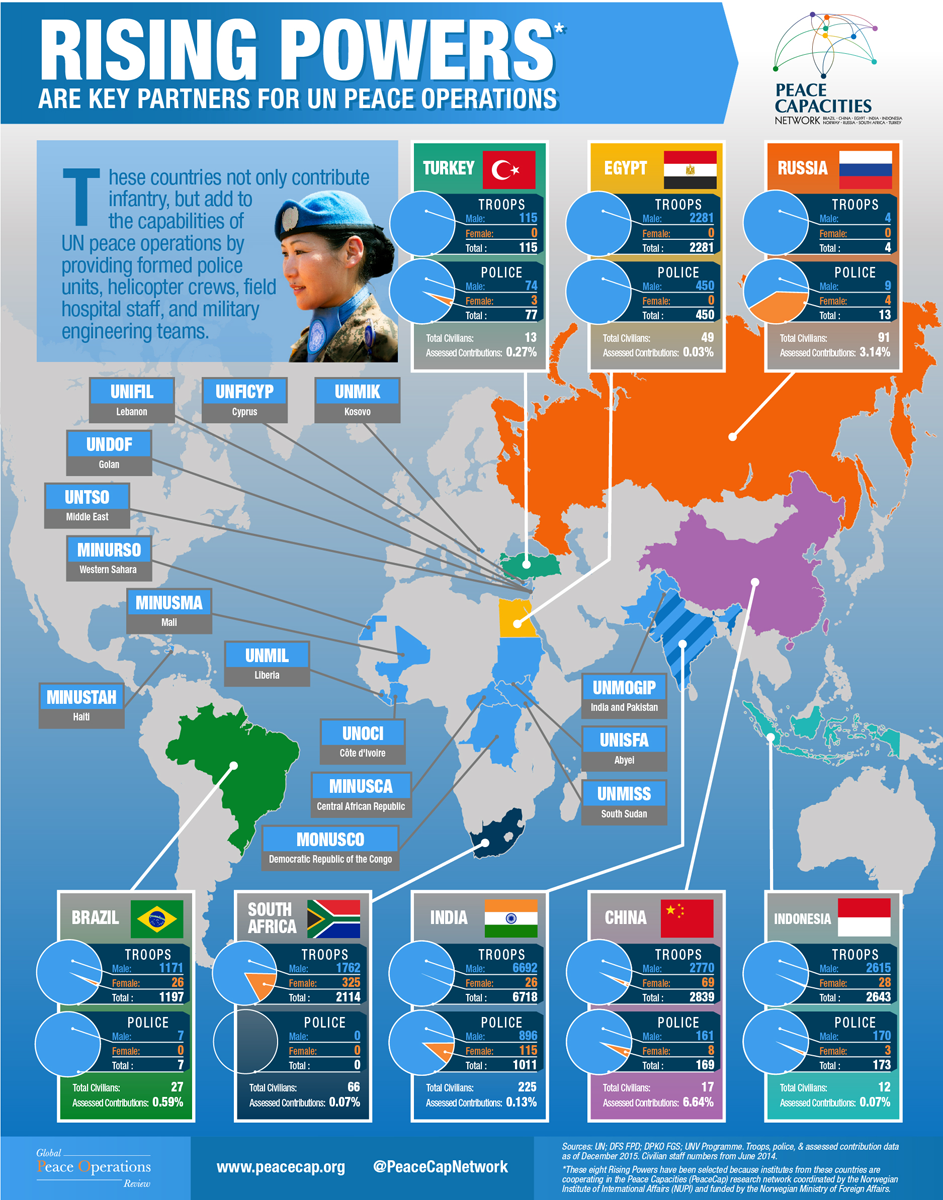 RISING POWERS*
ARE KEY PARTNERS FOR UN PEACE OPERATIONS
PEACE
CAPACITIES
NETWORK
BRAZIL · CHINA · EGYPT · INDIA · INDONESIA
NORWAY · RUSSIA · SOUTH AFRICA · TURKEY
These countries not only contribute
infantry, but add to
the capabilities of
UN peace operations by
providing formed police
units, helicopter crews, field
hospital staff, and military
engineering teams.
TURKEY
TROOPS
Male: 115
Female: 0
Total : 115
POLICE
Male: 74
Female: 3
Total : 77
Total Civilians: 13
Assessed Contributions: 0.27%
EGYPT
TROOPS
Male: 2281
Female: 0
Total : 2281
POLICE
Male: 450
Female: 0
Total : 450
Total Civilians: 49
Assessed Contributions: 0.03%
RUSSIA
TROOPS
Male: 4
Female: 0
Total : 4
POLICE
Male: 9
Female: 4
Total : 13
Total Civilians: 91
Assessed Contributions: 3.14%
UNIFIL
Lebanon
UNFICYP
Cyprus
UNMIK
Kosovo
UNDOF
Golan
UNTSO
Middle East
MINURSO
Western Sahara
MINUSMA
Mali
UNMIL
Liberia
MINUSTAH
Haiti
UNMOGIP
India and Pakistan
UNOCI
Côte d'Ivoire
UNISFA
Abyei
MINUSCA
Central African Republic
UNMISS
South Sudan
MONUSCO
Democratic Republic of the Congo
BRAZIL
TROOPS
Male: 1171
Female: 26
Total : 1197
POLICE
Male: 7
Female: 0
Total : 7
Total Civilians: 27
Assessed Contributions: 0.59%
SOUTH
AFRICA
TROOPS
Male: 1762
Female: 325
Total : 2114
POLICE
Male: 0
Female: 0
Total : 0
Total Civilians: 66
Assessed Contributions: 0.07%
INDIA
TROOPS
Male: 6692
Female: 26
Total : 6718
POLICE
Male: 896
Female: 115
Total : 1011
Total Civilians: 225
Assessed Contributions: 0.13%
CHINA
TROOPS
Male: 2770
Female: 69
Total : 2839
POLICE
Male: 161
Female: 8
Total : 169
Total Civilians: 17
Assessed Contributions: 6.64%
INDONESIA
TROOPS
Male: 2615
Female: 28
Total : 2643
POLICE
Male: 170
Female: 3
Total : 173
Total Civilians: 12
Assessed Contributions: 0.07%
Global
Peace Operations
Review
www.peacecap.org @PeaceCapNetwork
Sources: UN; DFS FPD; DPKO FGS; UNV Programme. Troops, police, & assessed contribution data
as of December 2015. Civilian staff numbers from June 2014.
*These eight Rising Powers have been selected because institutes from these countries are
cooperating in the Peace Capacities (PeaceCap) research network coordinated by the Norwegian
Institute of International Affairs (NUPI) and funded by the Norwegian Ministry of Foreign Affairs.